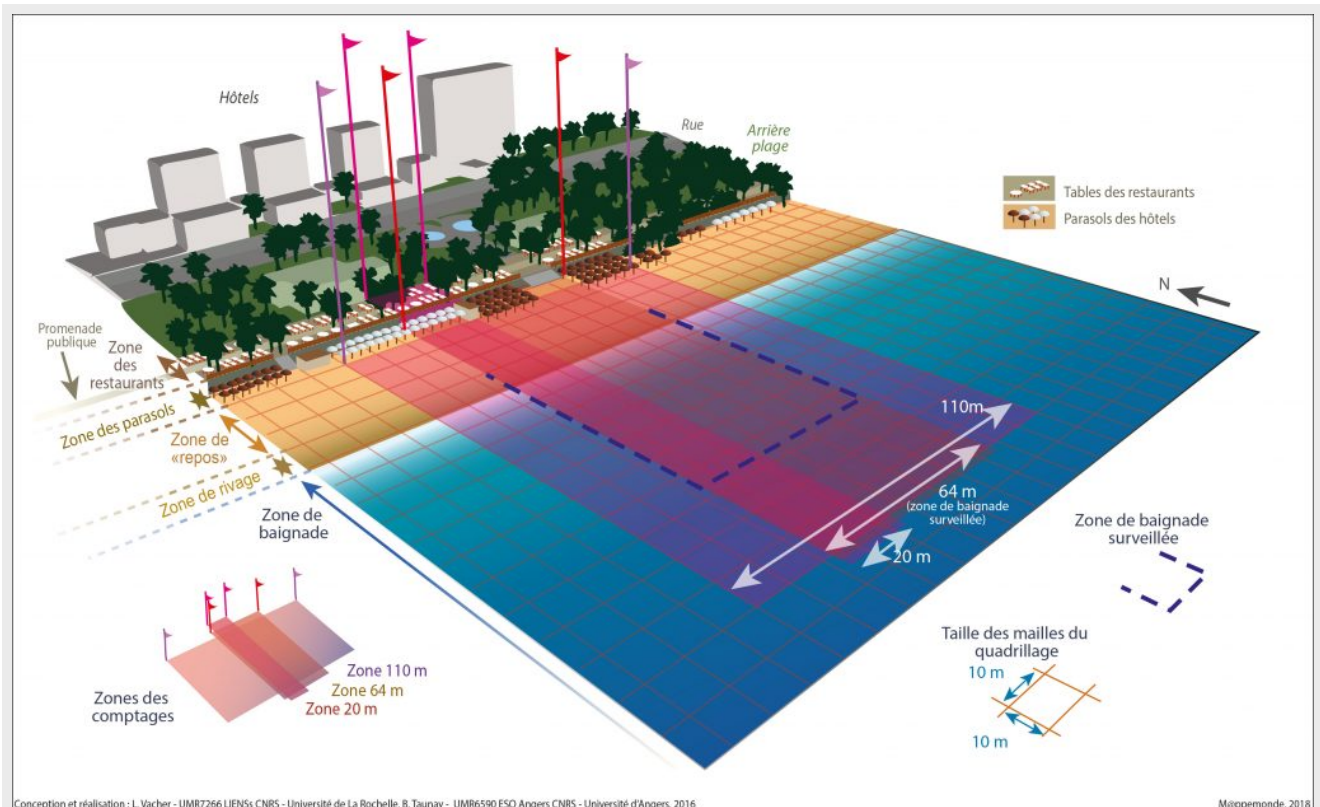 Hôtels
Rue
Arrière
plage
Tables des restaurants
Parasols des hôtels
N
Promenade
publique
Zone
des
restaurants
Zone des parasols
Zone de
«repos»
Zone de rivage
Zone de
baignade
110m
64 m
(zone de baignade
surveillée)
20 m
Zone de baignade
surveillée
Taille des mailles du
quadrillage
10 m
10 m
Zone 110 m
Zone 64 m
Zone 20 m
Zones des
comptages
Conception et réalisation : L. Vacher - UMR7266 LIENSs CNRS - Université de La Rochelle, B. Taunay - UMR6590 ESO Angers CNRS - Université d'Angers, 2016
M@ppemonde, 2018